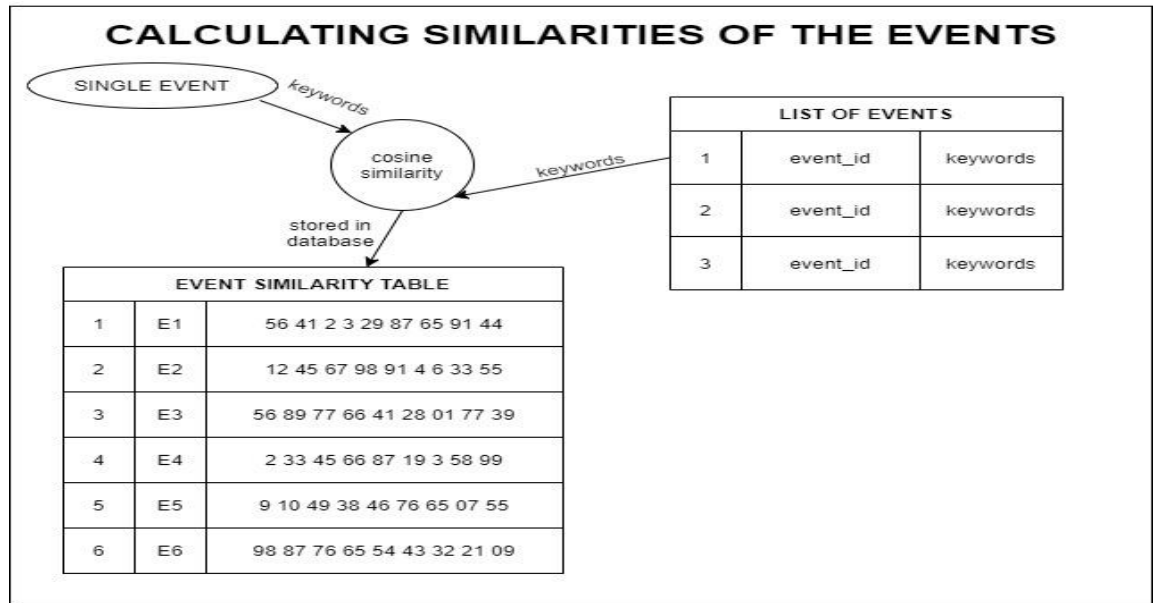 CALCULATING SIMILARITIES OF THE EVENTS
SINGLE EVENT
keywords
cosine
similarity
keywords
LIST OF EVENTS
1 event_id keywords
2 event_id keywords
3 event_id keywords
stored in
database
EVENT SIMILARITY TABLE
1 E1 56 41 2 3 29 87 65 91 44
2 E2 12 45 67 98 91 4 6 33 55
3 E3 56 89 77 66 41 28 01 77 39
4 E4 2 33 45 66 87 19 3 58 99
5 E5 9 10 49 38 46 76 65 07 55
6 E6 98 87 76 65 54 43 32 21 09